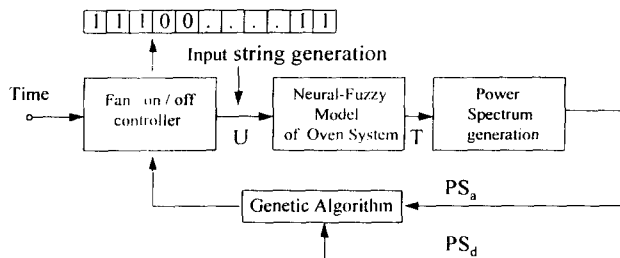 1 1 1 0 0 . . . . . 1 1
Input string generation
Time
Fan on / off
controller
U
Neural-Fuzzy
Model
of Oven System
T
Power
Spectrum
generation
Genetic Algorithm
PSa
PSd